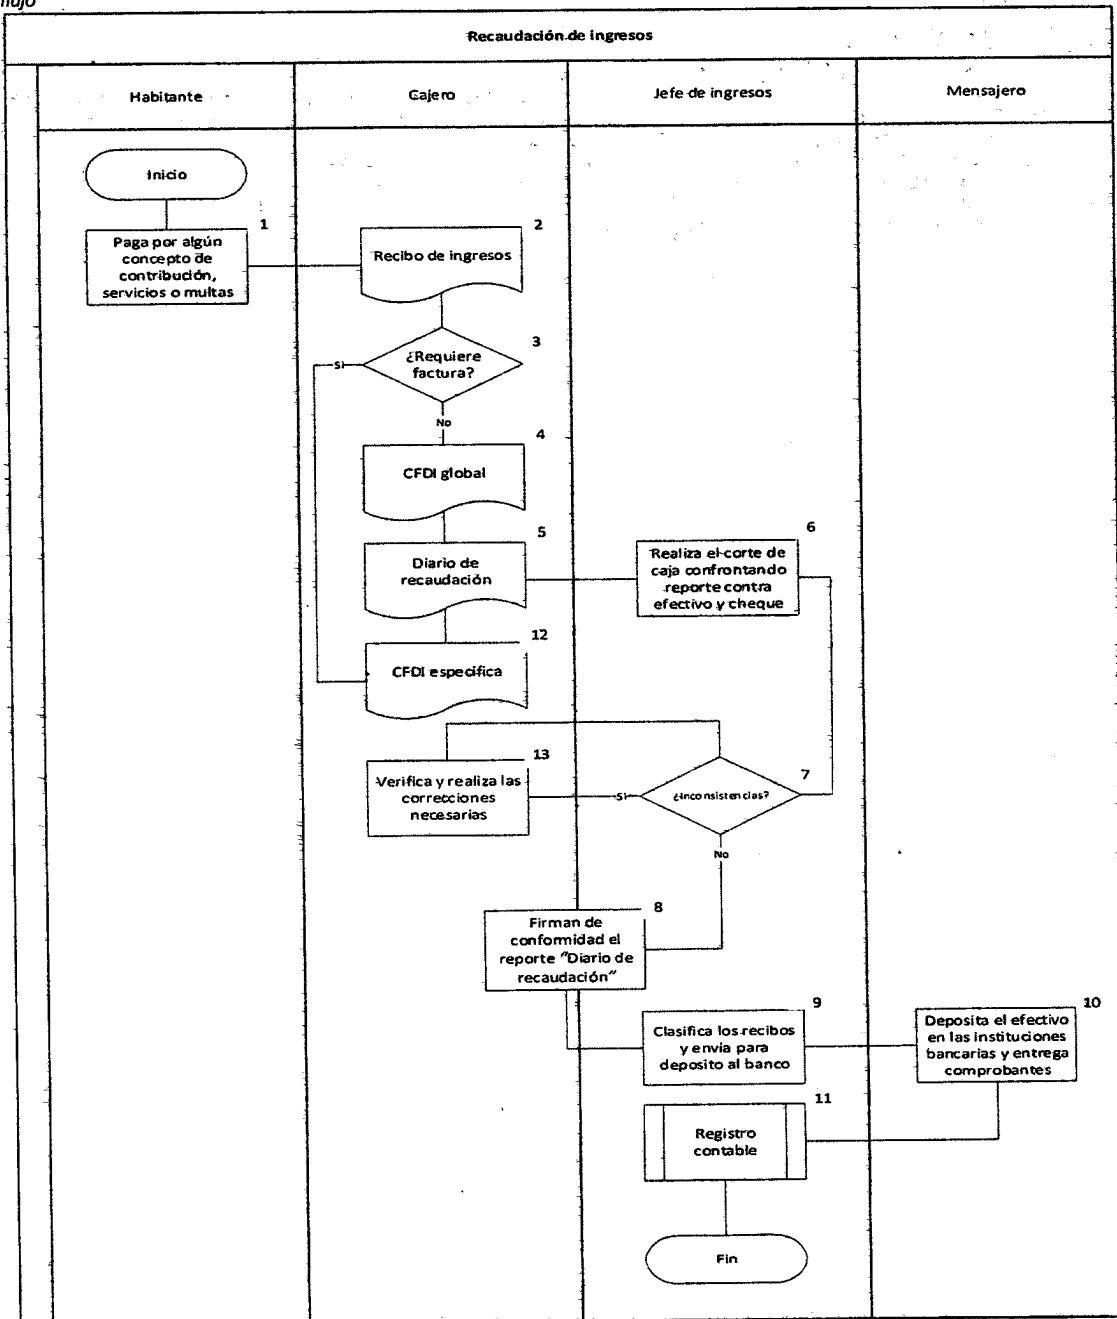 flujo
Recaudación de ingresos
Habitante
Cajero
Jefe de ingresos
Mensajero
Inicio
1
Paga por algún
concepto de
contribución,
servicios o multas
2
Recibo de ingresos
3
¿Requiere
factura?
Si
No
4
CFDI global
5
Diario de
recaudación
6
Realiza el corte de
caja confrontando
reporte contra
efectivo y cheque
12
CFDI especifica
13
Verifica y realiza las
correcciones
necesarias
7
¿Inconsistencias?
Si
No
8
Firman de
conformidad el
reporte "Diario de
recaudación"
9
Clasifica los recibos
y envia para
deposito al banco
10
Deposita el efectivo
en las instituciones
bancarias y entrega
comprobantes
11
Registro
contable
Fin